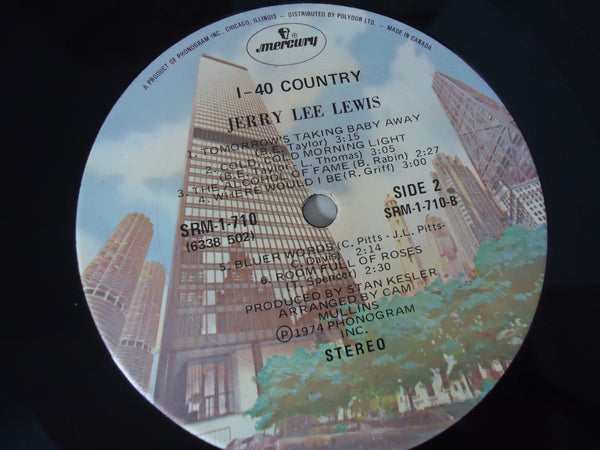 A PRODUCT OF PHONOGRAM INC., CHICAGO, ILLINOIS - DISTRIBUTED BY POLYDOR LTD. - MADE IN CANADA.
mercury
I-40 COUNTRY
JERRY LEE LEWIS
1. TOMORROW'S TAKING BABY AWAY
(B.E. Taylor) 3:15
2. COLD, COLD MORNING LIGHT
(B.E. Taylor - L. Thomas) 3:05
3. THE ALCOHOL OF FAME (B. Rabin) 2:27
4. WHERE WOULD I BE (R. Griff) 3:00
SRM-1-710
(6338 502)
SIDE 2
SRM-1-710-B
5. BLUER WORDS (C. Pitts - J.L. Pitts-
C. Davis) 2:14
6. ROOM FULL OF ROSES
Spencer) 2:30
PRODUCED BY STAN KESLER
ARRANGED BY CAM
MULLINS
Ⓟ 1974 PHONOGRAM
INC.
STEREO